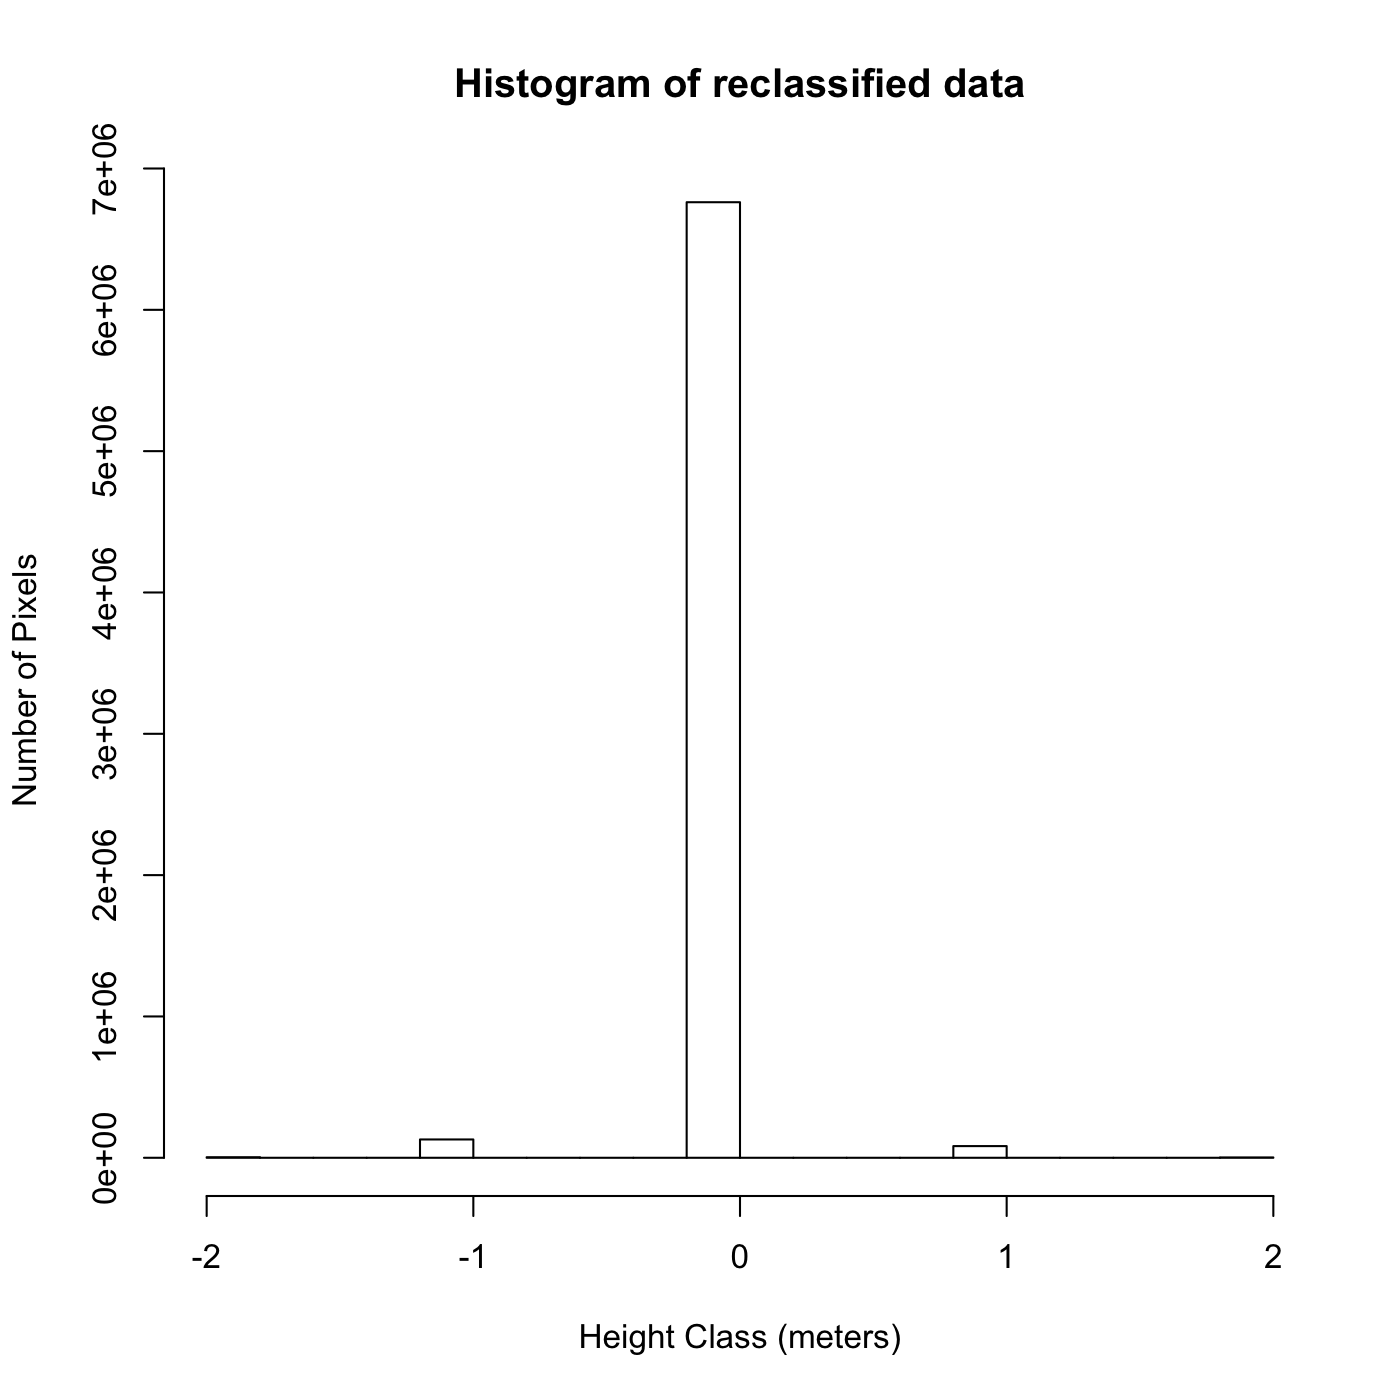 Histogram of reclassified data
7e+06
6e+06
5e+06
4e+06
3e+06
2e+06
1e+06
0e+00
Number of Pixels
-2 -1 0 1 2
Height Class (meters)